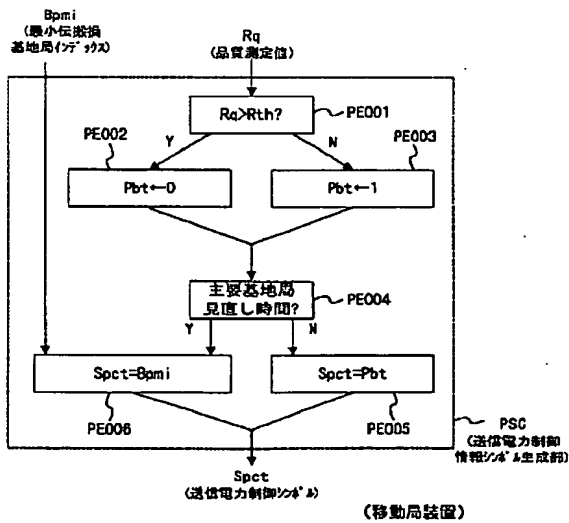 Bpmi
(最小伝搬損
基地局インデックス)
Rq
(品質測定値)
Rq>Rth?
PE001
PE002
Y
N
PE003
Pbt←0
Pbt←1
主要基地局
見直し時間?
PE004
Y
N
Spct=Bpmi
Spct=Pbt
PE006
PE005
PSC
(送信電力制御
情報シンボル生成部)
Spct
(送信電力制御シンボル)
(移動局装置)